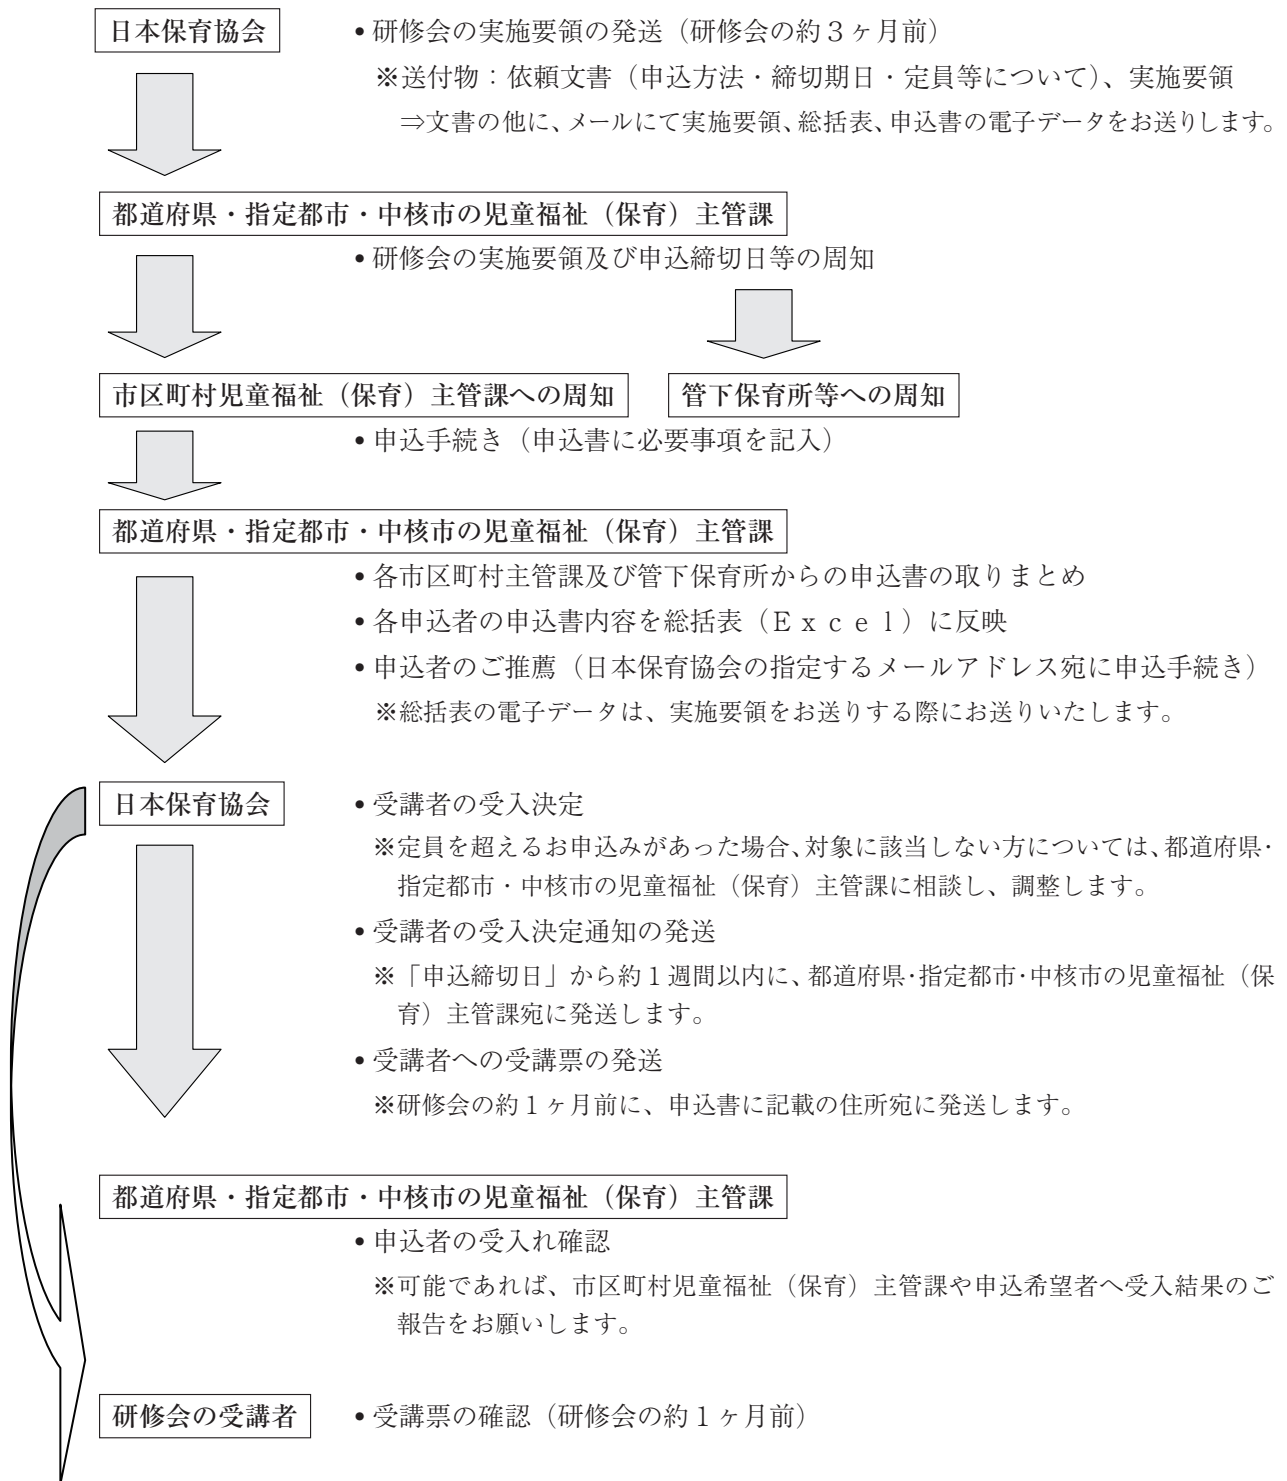 日本保育協会
•研修会の実施要領の発送（研修会の約３ヶ月前）
※送付物：依頼文書（申込方法・締切期日・定員等について）、実施要領
⇒文書の他に、メールにて実施要領、総括表、申込書の電子データをお送りします。
都道府県・指定都市・中核市の児童福祉（保育）主管課
•研修会の実施要領及び申込締切日等の周知
市区町村児童福祉（保育）主管課への周知
管下保育所等への周知
•申込手続き（申込書に必要事項を記入）
都道府県・指定都市・中核市の児童福祉（保育）主管課
•各市区町村主管課及び管下保育所からの申込書の取りまとめ
•各申込者の申込書内容を総括表（Ｅｘｃｅｌ）に反映
•申込者のご推薦（日本保育協会の指定するメールアドレス宛に申込手続き）
※総括表の電子データは、実施要領をお送りする際にお送りいたします。
日本保育協会
•受講者の受入決定
※定員を超えるお申込みがあった場合、対象に該当しない方については、都道府県・
指定都市・中核市の児童福祉（保育）主管課に相談し、調整します。
•受講者の受入決定通知の発送
※「申込締切日」から約１週間以内に、都道府県・指定都市・中核市の児童福祉（保
育）主管課宛に発送します。
•受講者への受講票の発送
※研修会の約１ヶ月前に、申込書に記載の住所宛に発送します。
都道府県・指定都市・中核市の児童福祉（保育）主管課
•申込者の受入れ確認
※可能であれば、市区町村児童福祉（保育）主管課や申込希望者へ受入結果のご
報告をお願いします。
研修会の受講者
•受講票の確認（研修会の約１ヶ月前）